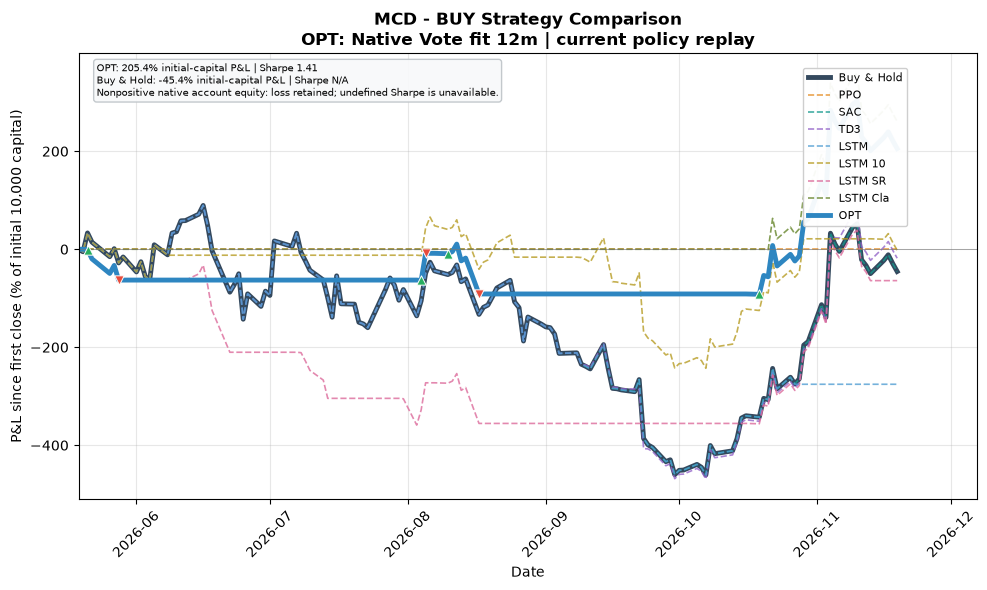 MCD - BUY Strategy Comparison
OPT: Native Vote fit 12m | current policy replay
OPT: 205.4% initial-capital P&L | Sharpe 1.41
Buy & Hold: -45.4% initial-capital P&L | Sharpe N/A
Nonpositive native account equity: loss retained; undefined Sharpe is unavailable.
Buy & Hold
PPO
SAC
TD3
LSTM
LSTM 10
LSTM SR
LSTM Cla
OPT
P&L since first close (% of initial 10,000 capital)
200
0
−200
−400
2026-06
2026-07
2026-08
2026-09
2026-10
2026-11
2026-12
Date